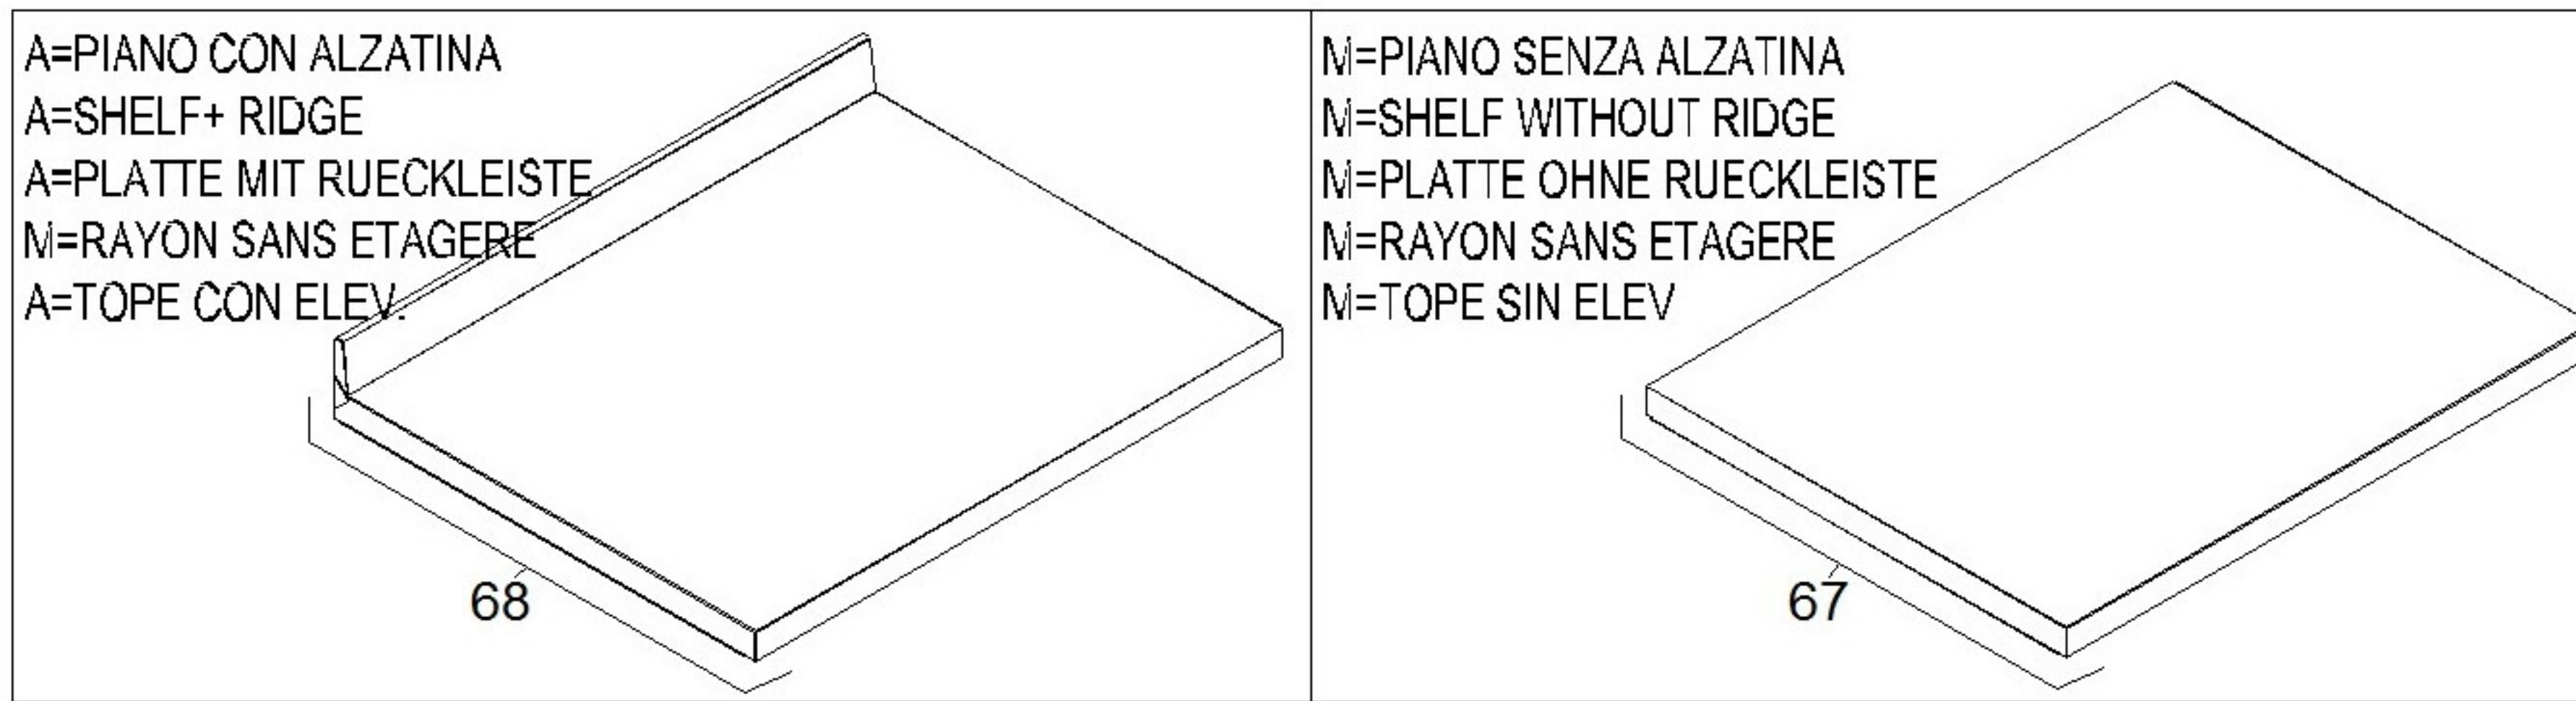 A=PIANO CON ALZATINA
A=SHELF+ RIDGE
A=PLATTE MIT RUECKLEISTE
M=RAYON SANS ETAGERE
A=TOPE CON ELEV.
68
M=PIANO SENZA ALZATINA
M=SHELF WITHOUT RIDGE
M=PLATTE OHNE RUECKLEISTE
M=RAYON SANS ETAGERE
M=TOPE SIN ELEV
67